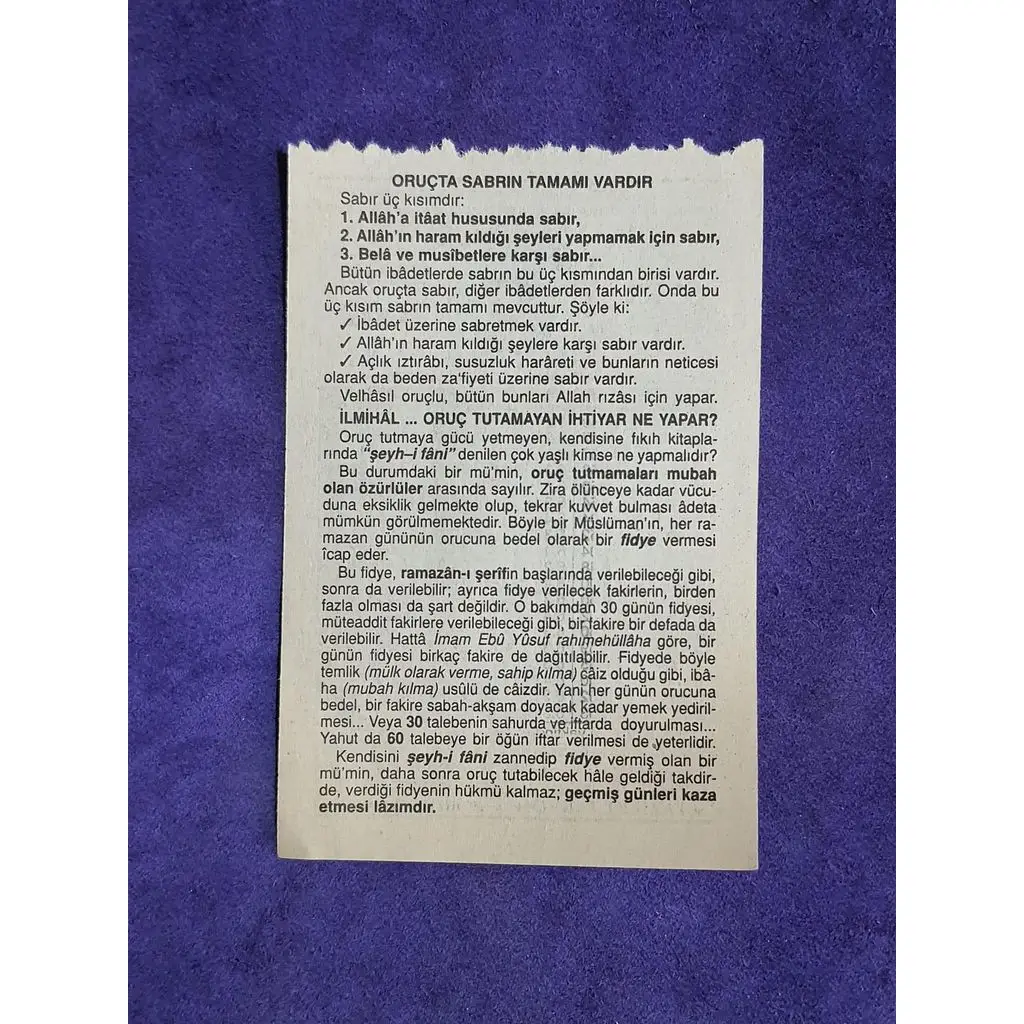 ORUÇTA SABRIN TAMAMI VARDIR
Sabır üç kısımdır:
1. Allâh'a itâat hususunda sabır,
2. Allâh'ın haram kıldığı şeyleri yapmamak için sabır,
3. Belâ ve musîbetlere karşı sabır...
Bütün ibâdetlerde sabrın bu üç kısmından birisi vardır.
Ancak oruçta sabır, diğer ibâdetlerden farklıdır. Onda bu
üç kısım sabrın tamamı mevcuttur. Şöyle ki:
✓ İbâdet üzerine sabretmek vardır.
✓ Allâh'ın haram kıldığı şeylere karşı sabır vardır.
✓ Açlık ıztırâbı, susuzluk harâreti ve bunların neticesi
olarak da beden za'fiyeti üzerine sabır vardır.
Velhâsıl oruçlu, bütün bunları Allah rızâsı için yapar.
İLMİHÂL ... ORUÇ TUTAMAYAN İHTİYAR NE YAPAR?
Oruç tutmaya gücü yetmeyen, kendisine fıkıh kitapla-
rında "şeyh–i fâni" denilen çok yaşlı kimse ne yapmalıdır?
Bu durumdaki bir mü'min, oruç tutmamaları mubah
olan özürlüler arasında sayılır. Zira ölünceye kadar vücu-
duna eksiklik gelmekte olup, tekrar kuvvet bulması âdeta
mümkün görülmemektedir. Böyle bir Müslüman'ın, her ra-
mazan gününün orucuna bedel olarak bir fidye vermesi
îcap eder.
Bu fidye, ramazân-ı şerîfin başlarında verilebileceği gibi,
sonra da verilebilir; ayrıca fidye verilecek fakirlerin, birden
fazla olması da şart değildir. O bakımdan 30 günün fidyesi,
müteaddit fakirlere verilebileceği gibi, bir fakire bir defada da
verilebilir. Hattâ İmam Ebû Yûsuf rahımehüllâha göre, bir
günün fidyesi birkaç fakire de dağıtılabilir. Fidyede böyle
temlik (mülk olarak verme, sahip kılma) câiz olduğu gibi, ibâ-
ha (mubah kılma) usûlü de câizdir. Yani her günün orucuna
bedel, bir fakire sabah-akşam doyacak kadar yemek yediril-
mesi... Veya 30 talebenin sahurda ve iftarda doyurulması...
Yahut da 60 talebeye bir öğün iftar verilmesi de yeterlidir.
Kendisini şeyh-i fâni zannedip fidye vermiş olan bir
mü'min, daha sonra oruç tutabilecek hâle geldiği takdir-
de, verdiği fidyenin hükmü kalmaz; geçmiş günleri kaza
etmesi lâzımdır.